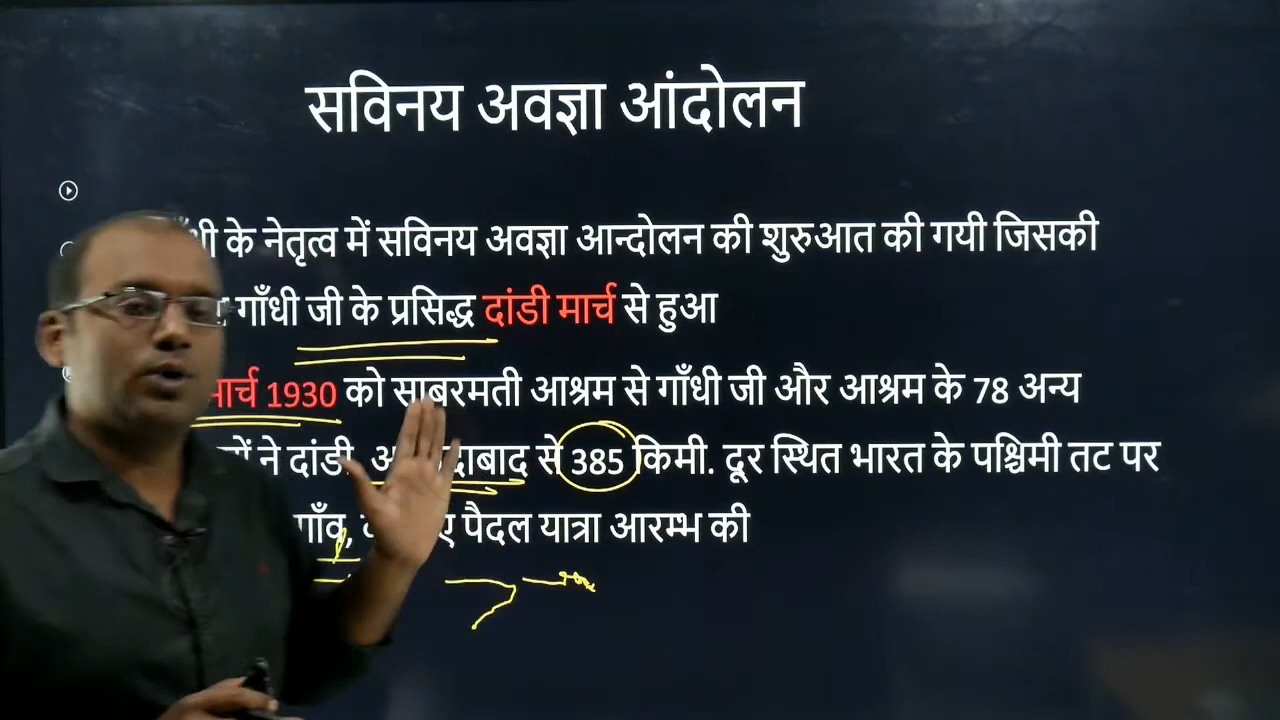 सविनय अवज्ञा आंदोलन
के नेतृत्व में सविनय अवज्ञा आन्दोलन की शुरुआत की गयी जिसकी
गाँधी जी के प्रसिद्ध दांडी मार्च से हुआ
मार्च 1930 को साबरमती आश्रम से गाँधी जी और आश्रम के 78 अन्य
ने दांडी, से 385 किमी. दूर स्थित भारत के पश्चिमी तट पर
गाँव, पैदल यात्रा आरम्भ की